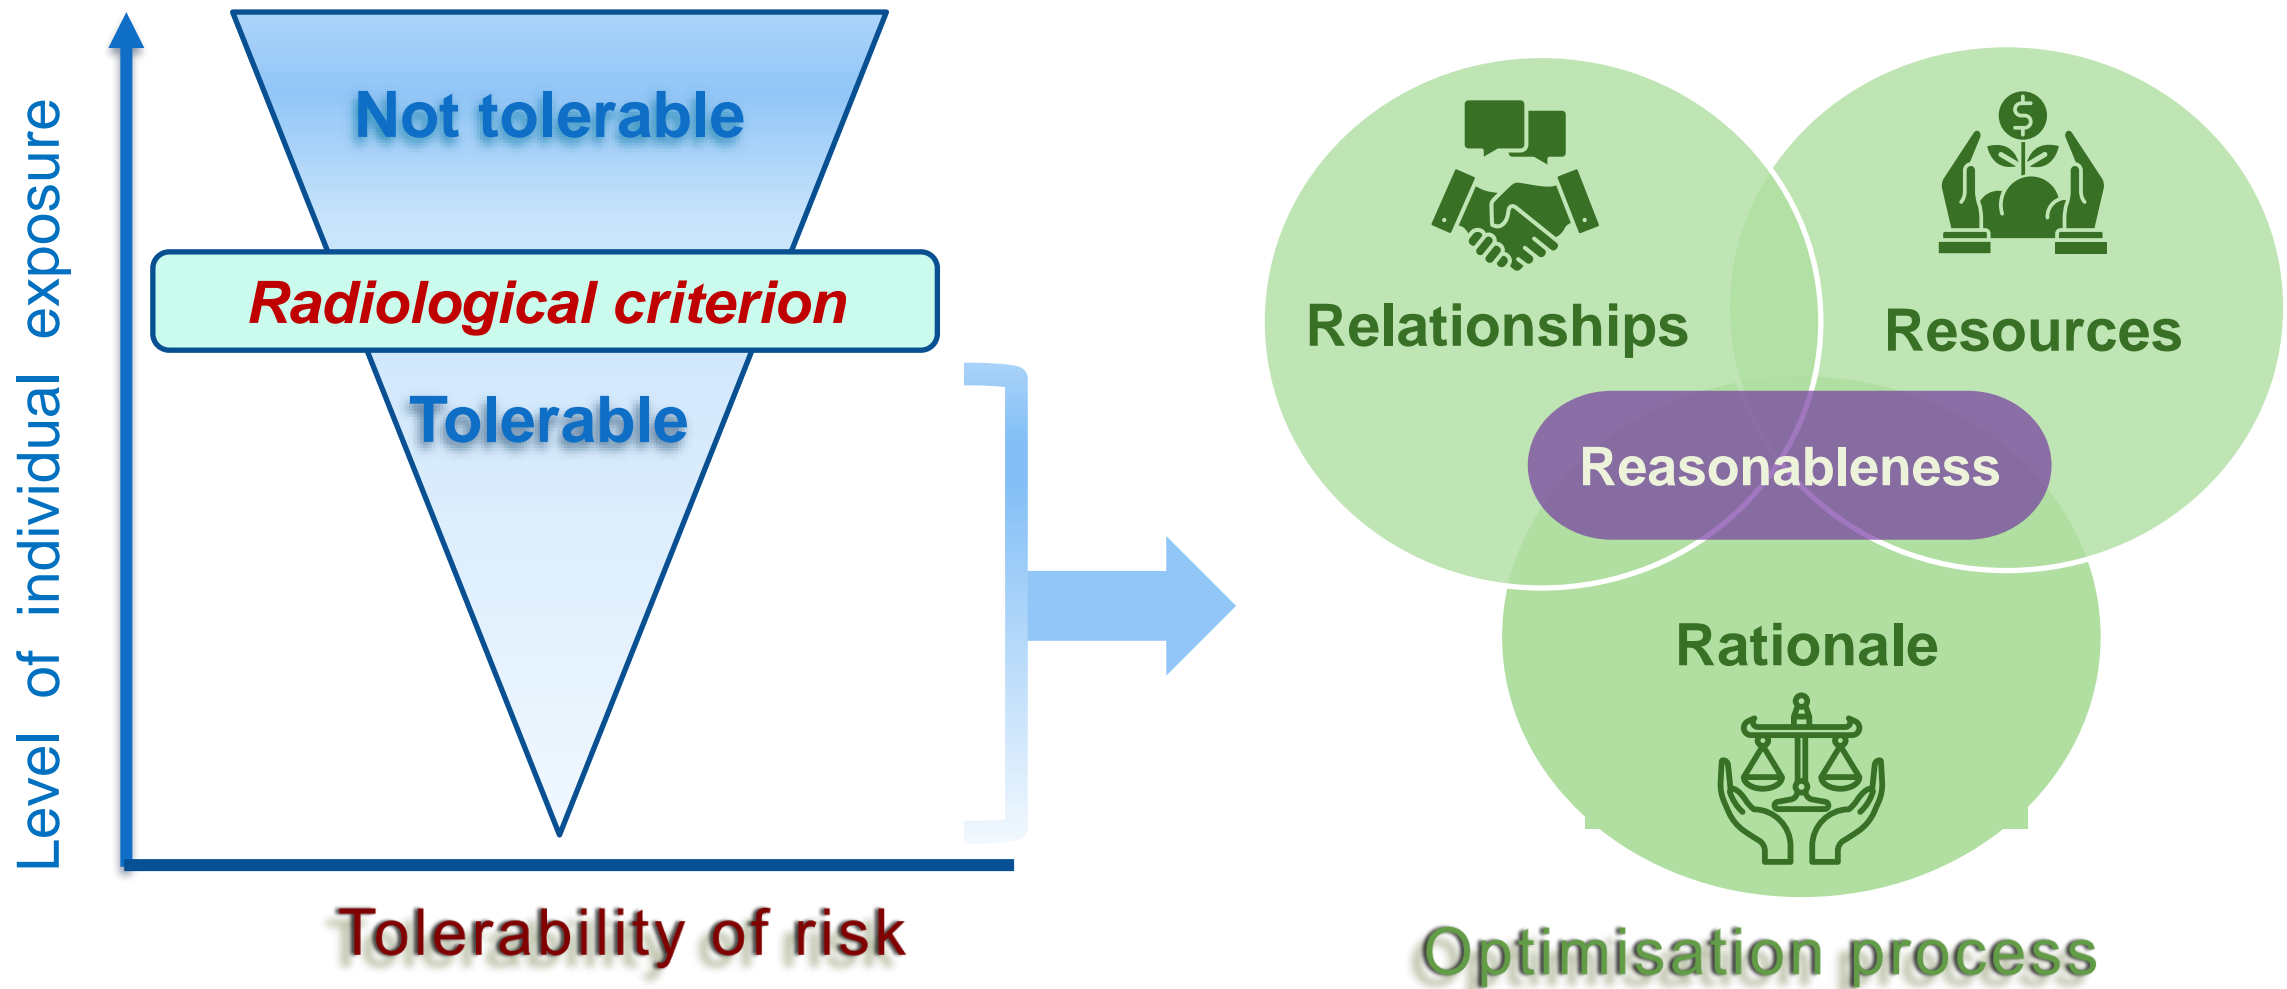 Level of individual exposure
Not tolerable
Radiological criterion
Tolerable
Tolerability of risk
Relationships
$
Resources
Reasonableness
Rationale
Optimisation process